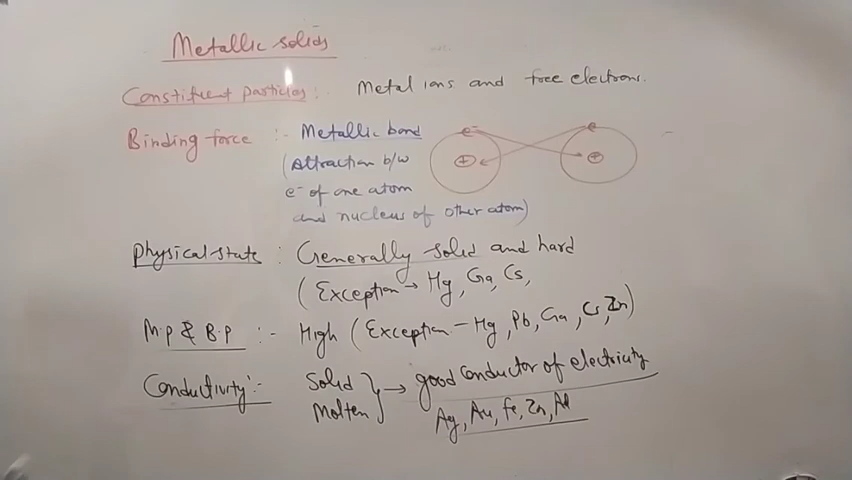 Metallic solids
Constituent particles :- Metal ions and free electrons.
Binding force :- Metallic bond
(Attraction b/w
e⁻ of one atom
and nucleus of other atom)
e⁻ e
+ +
Physical state : Generally solid and hard
(Exception → Hg, Ga, Cs,
M.P & B.P :- High (Exception - Hg, Pb, Ga, Cs, Zn)
Conductivity :- Solid
Molten } → good conductor of electricity
Ag, Au, Fe, Zn, Al